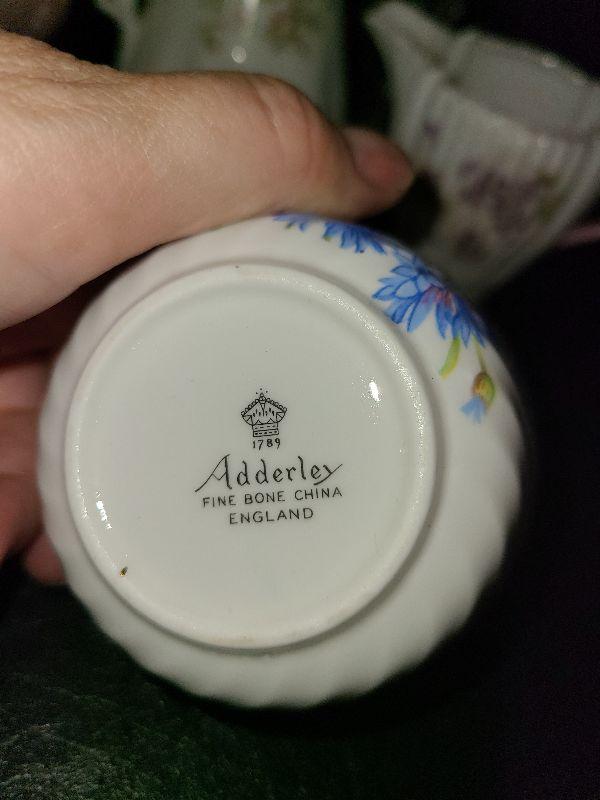 1789
Adderley
FINE BONE CHINA
ENGLAND